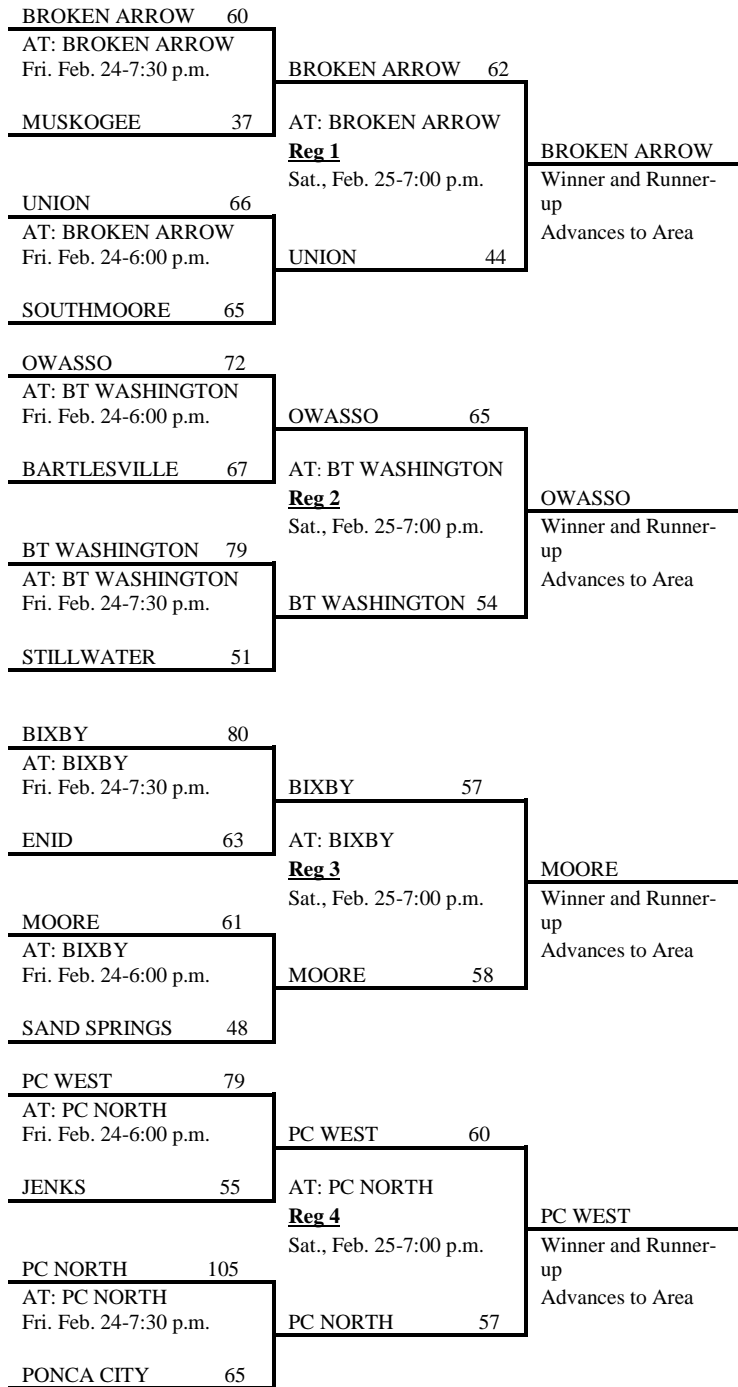 BROKEN ARROW 60
AT: BROKEN ARROW
Fri. Feb. 24-7:30 p.m.
BROKEN ARROW 62
MUSKOGEE 37
AT: BROKEN ARROW
Reg 1
BROKEN ARROW
Sat., Feb. 25-7:00 p.m.
Winner and Runner-
up
Advances to Area
UNION 66
AT: BROKEN ARROW
Fri. Feb. 24-6:00 p.m.
UNION 44
SOUTHMOORE 65
OWASSO 72
AT: BT WASHINGTON
Fri. Feb. 24-6:00 p.m.
OWASSO 65
BARTLESVILLE 67
AT: BT WASHINGTON
Reg 2
OWASSO
Sat., Feb. 25-7:00 p.m.
Winner and Runner-
up
Advances to Area
BT WASHINGTON 79
AT: BT WASHINGTON
Fri. Feb. 24-7:30 p.m.
BT WASHINGTON 54
STILLWATER 51
BIXBY 80
AT: BIXBY
Fri. Feb. 24-7:30 p.m.
BIXBY 57
ENID 63
AT: BIXBY
Reg 3
MOORE
Sat., Feb. 25-7:00 p.m.
Winner and Runner-
up
Advances to Area
MOORE 61
AT: BIXBY
Fri. Feb. 24-6:00 p.m.
MOORE 58
SAND SPRINGS 48
PC WEST 79
AT: PC NORTH
Fri. Feb. 24-6:00 p.m.
PC WEST 60
JENKS 55
AT: PC NORTH
Reg 4
PC WEST
Sat., Feb. 25-7:00 p.m.
Winner and Runner-
up
Advances to Area
PC NORTH 105
AT: PC NORTH
Fri. Feb. 24-7:30 p.m.
PC NORTH 57
PONCA CITY 65